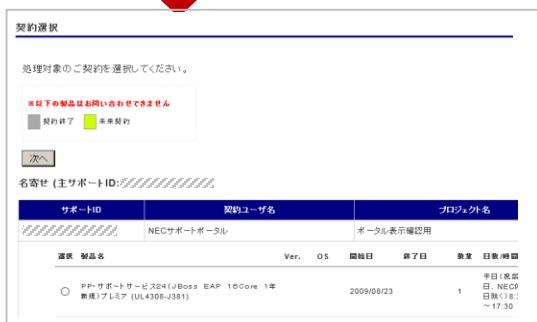 契約選択
処理対象のご契約を選択してください。
※以下の製品はお問い合わせできません
契約終了 未来契約
次へ
名寄せ (主サポートID:
サポートID 契約ユーザ名 プロジェクト名
NECサポートポータル ポータル表示確認用
選択 製品名 Ver. OS 開始日 終了日 数量 日数/時間
PP・サポートサービス24(JBoss EAP 16Core 1年
新規)プレミア (UL4308-J381) 2009/08/23 1
日、NEC
日除く)8:
～17:30